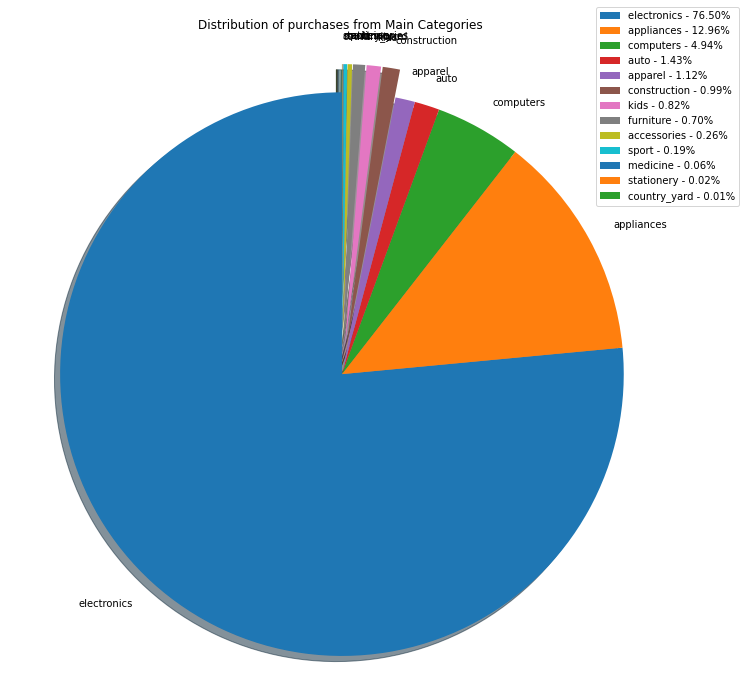 Distribution of purchases from Main Categories
electronics - 76.50%
appliances - 12.96%
computers - 4.94%
auto - 1.43%
apparel - 1.12%
construction - 0.99%
kids - 0.82%
furniture - 0.70%
accessories - 0.26%
sport - 0.19%
medicine - 0.06%
stationery - 0.02%
country_yard - 0.01%
construction
apparel
auto
computers
appliances
electronics